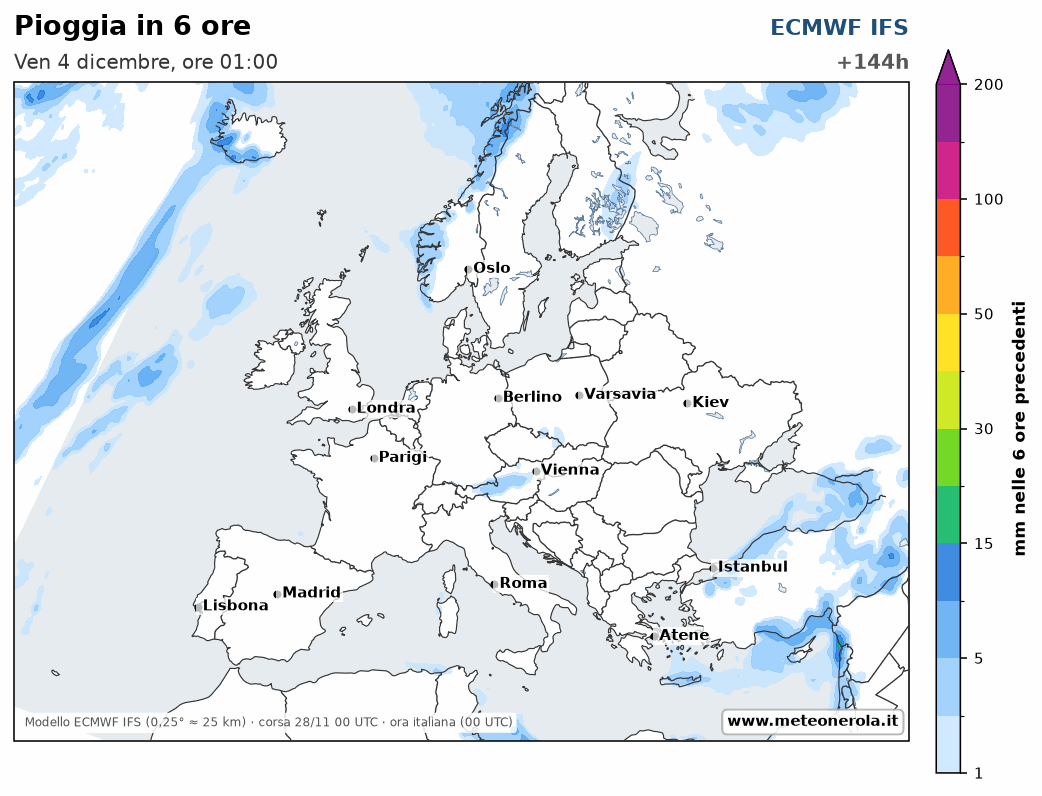 Pioggia in 6 ore
ECMWF IFS
Ven 4 dicembre, ore 01:00
+144h
200
100
50
30
15
5
1
mm nelle 6 ore precedenti
Oslo
Berlino
Varsavia
Kiev
Londra
Parigi
Vienna
Istanbul
Roma
Madrid
Lisbona
Atene
Modello ECMWF IFS (0,25° ≈ 25 km) · corsa 28/11 00 UTC · ora italiana (00 UTC)
www.meteonerola.it